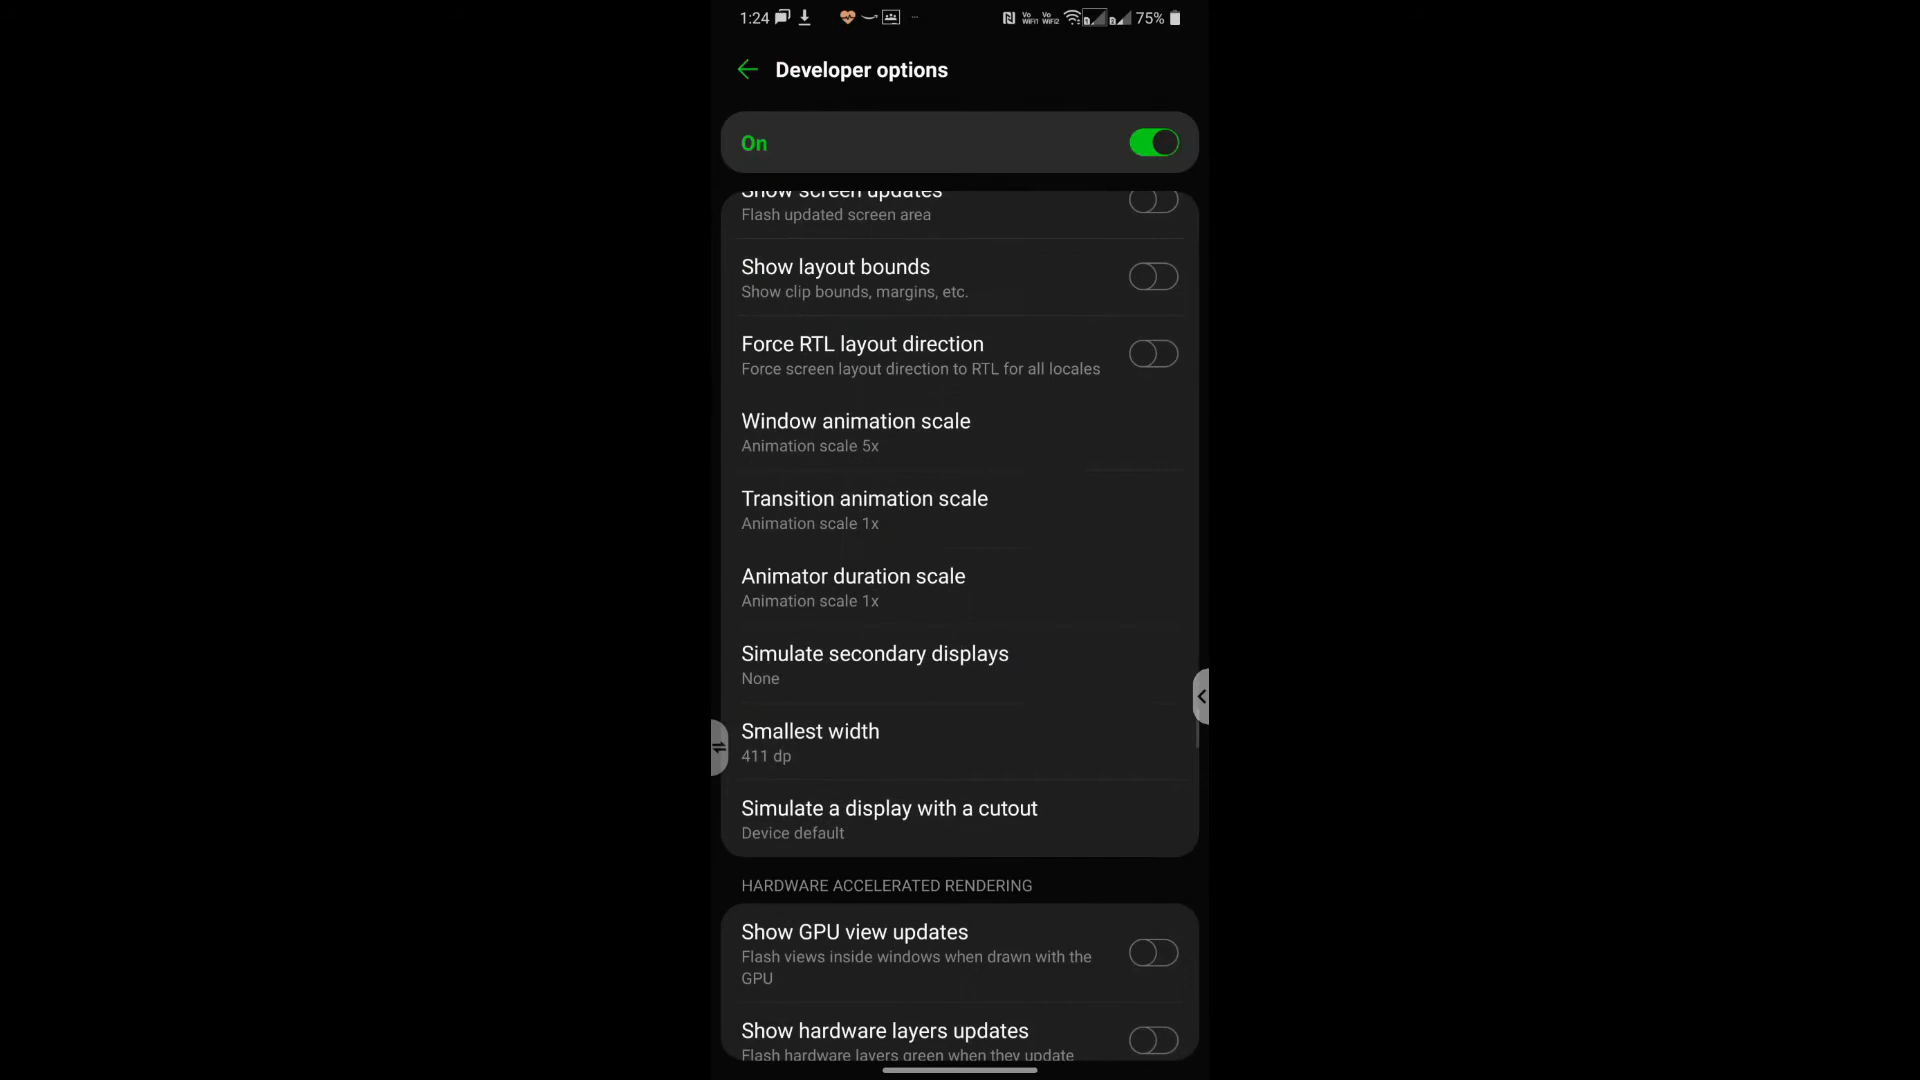 1:24
75%
Developer options
On
Show screen updates
Flash updated screen area
Show layout bounds
Show clip bounds, margins, etc.
Force RTL layout direction
Force screen layout direction to RTL for all locales
Window animation scale
Animation scale 5x
Transition animation scale
Animation scale 1x
Animator duration scale
Animation scale 1x
Simulate secondary displays
None
Smallest width
411 dp
Simulate a display with a cutout
Device default
HARDWARE ACCELERATED RENDERING
Show GPU view updates
Flash views inside windows when drawn with the
GPU
Show hardware layers updates
Flash hardware layers green when they update